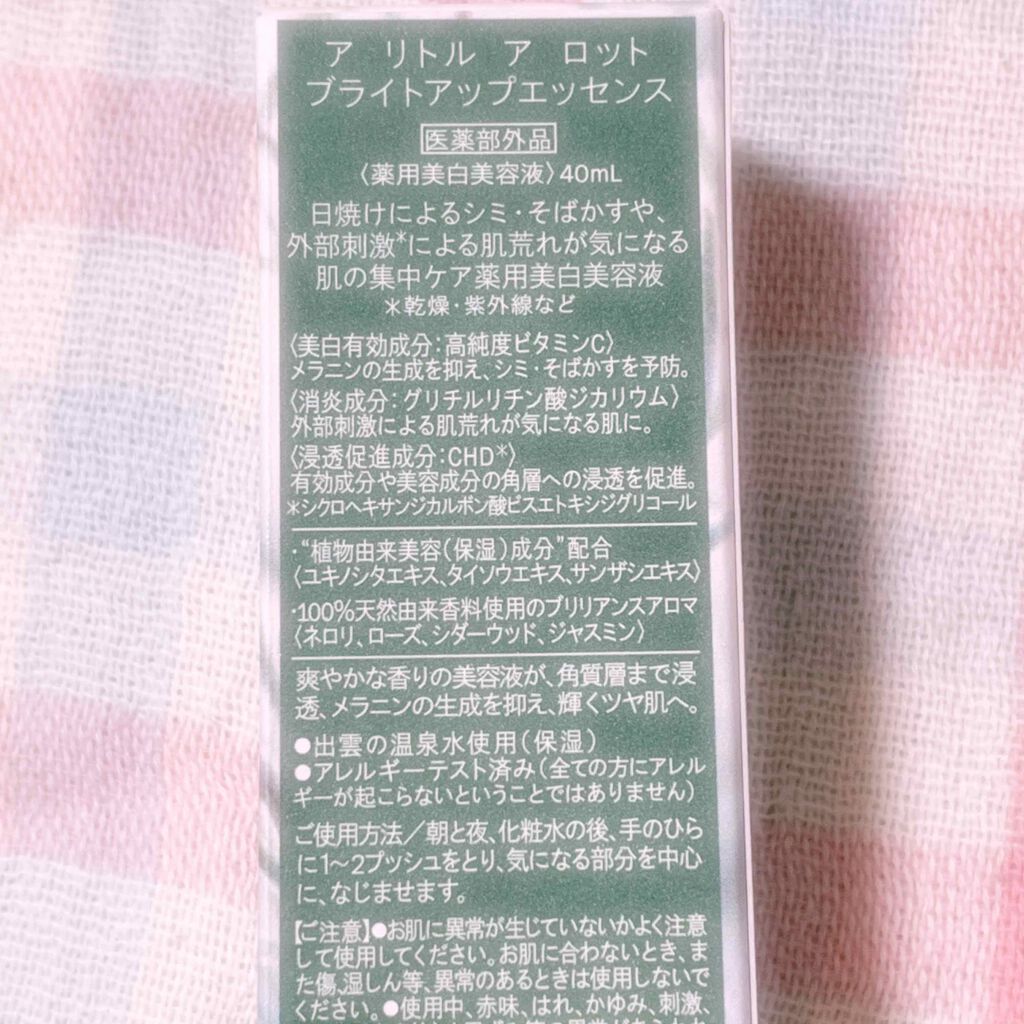 ア リトル ア ロット
ブライトアップエッセンス
医薬部外品
〈薬用美白美容液〉40mL
日焼けによるシミ・そばかすや、
外部刺激*による肌荒れが気になる
肌の集中ケア薬用美白美容液
*乾燥・紫外線など
〈美白有効成分:高純度ビタミンC〉
メラニンの生成を抑え、シミ・そばかすを予防。
〈消炎成分:グリチルリチン酸ジカリウム〉
外部刺激による肌荒れが気になる肌に。
〈浸透促進成分:CHD*〉
有効成分や美容成分の角層への浸透を促進。
*シクロヘキサンジカルボン酸ビスエトキシジグリコール
・“植物由来美容(保湿)成分”配合
〈ユキノシタエキス、タイソウエキス、サンザシエキス〉
・100%天然由来香料使用のブリリアンスアロマ
〈ネロリ、ローズ、シダーウッド、ジャスミン〉
爽やかな香りの美容液が、角質層まで浸
透、メラニンの生成を抑え、輝くツヤ肌へ。
●出雲の温泉水使用(保湿)
●アレルギーテスト済み(全ての方にアレル
ギーが起こらないということではありません)
ご使用方法/朝と夜、化粧水の後、手のひら
に1~2プッシュをとり、気になる部分を中心
に、なじませます。
【ご注意】●お肌に異常が生じていないかよく注意
して使用してください。お肌に合わないとき、ま
た傷、湿しん等、異常のあるときは使用しないで
ください。●使用中、赤味、はれ、かゆみ、刺激、